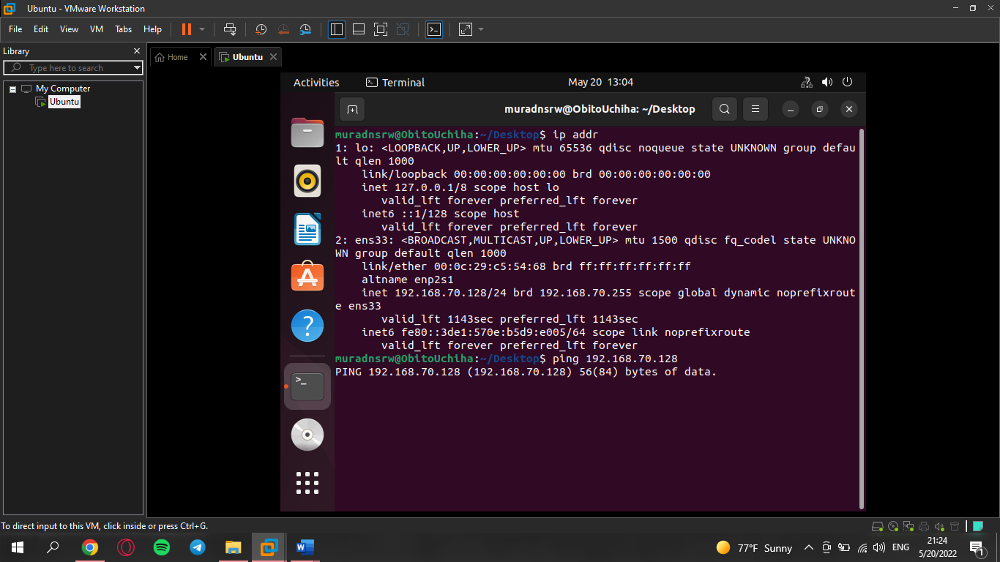 Ubuntu - VMware Workstation
File Edit View VM Tabs Help
Library
Type here to search
My Computer
Ubuntu
Home
Ubuntu
Activities
Terminal
May 20 13:04
muradnsrw@ObitoUchiha: ~/Desktop
muradnsrw@ObitoUchiha:~/Desktop$ ip addr
1: lo: <LOOPBACK,UP,LOWER_UP> mtu 65536 qdisc noqueue state UNKNOWN group defau
lt qlen 1000
link/loopback 00:00:00:00:00:00 brd 00:00:00:00:00:00
inet 127.0.0.1/8 scope host lo
valid_lft forever preferred_lft forever
inet6 ::1/128 scope host
valid_lft forever preferred_lft forever
2: ens33: <BROADCAST,MULTICAST,UP,LOWER_UP> mtu 1500 qdisc fq_codel state UNKNO
WN group default qlen 1000
link/ether 00:0c:29:c5:54:68 brd ff:ff:ff:ff:ff:ff
altname enp2s1
inet 192.168.70.128/24 brd 192.168.70.255 scope global dynamic noprefixrout
e ens33
valid_lft 1143sec preferred_lft 1143sec
inet6 fe80::3de1:570e:b5d9:e005/64 scope link noprefixroute
valid_lft forever preferred_lft forever
muradnsrw@ObitoUchiha:~/Desktop$ ping 192.168.70.128
PING 192.168.70.128 (192.168.70.128) 56(84) bytes of data.
To direct input to this VM, click inside or press Ctrl+G.
77°F Sunny
ENG
21:24
5/20/2022
1